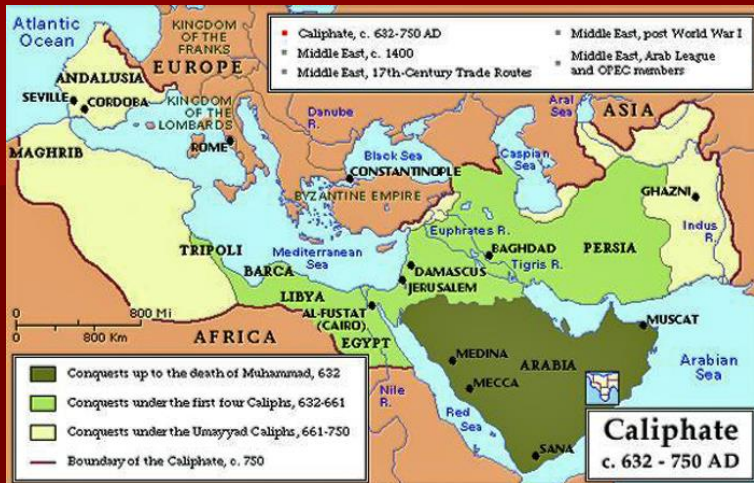 Atlantic
Ocean
KINGDOM
OF THE
FRANKS
EUROPE
Caliphate, c. 632-750 AD
Middle East, c. 1400
Middle East, 17th-Century Trade Routes
Middle East, post World War I
Middle East, Arab League
and OPEC members
ANDALUSIA
SEVILLE
CORDOBA
KINGDOM
OF THE
LOMBARDS
ROME
Danube
R.
Black Sea
CONSTANTINOPLE
BYZANTINE EMPIRE
Caspian
Sea
Aral
Sea
ASIA
GHAZNI
Indus
R.
MAGHRIB
TRIPOLI
BARCA
LIBYA
Mediterranean
Sea
Euphrates R.
BAGHDAD
Tigris R.
PERSIA
DAMASCUS
JERUSALEM
AL-FUSTAT
(CAIRO)
EGYPT
0 800 Mi
0 800 Km
AFRICA
MUSCAT
MEDINA
ARABIA
MECCA
Arabian
Sea
Nile
R.
Red
Sea
SANA
Conquests up to the death of Muhammad, 632
Conquests under the first four Caliphs, 632-661
Conquests under the Umayyad Caliphs, 661-750
Boundary of the Caliphate, c. 750
Caliphate
c. 632 - 750 AD